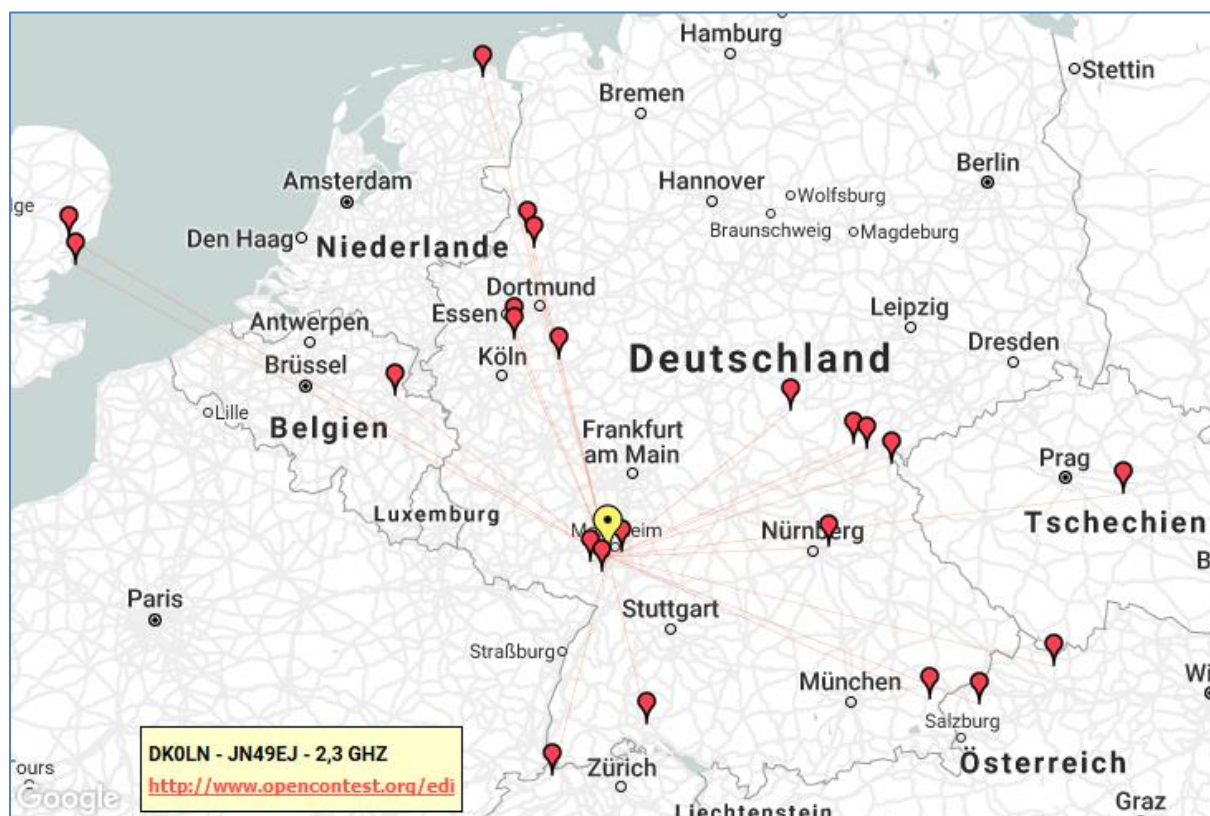 Hamburg
Stettin
Bremen
Berlin
Amsterdam
Hannover
Wolfsburg
lge
Braunschweig
Magdeburg
Den Haag
Niederlande
Dortmund
Essen
Antwerpen
Leipzig
Brüssel
Köln
Deutschland
Dresden
Lille
Belgien
Frankfurt
am Main
Prag
Luxemburg
Nürnberg
Tschechien
B
Paris
Stuttgart
Straßburg
München
Wi
Salzburg
DK0LN - JN49EJ - 2,3 GHZ
http://www.opencontest.org/edi
Tours
Zürich
Österreich
Google
Liechtenstein
Graz